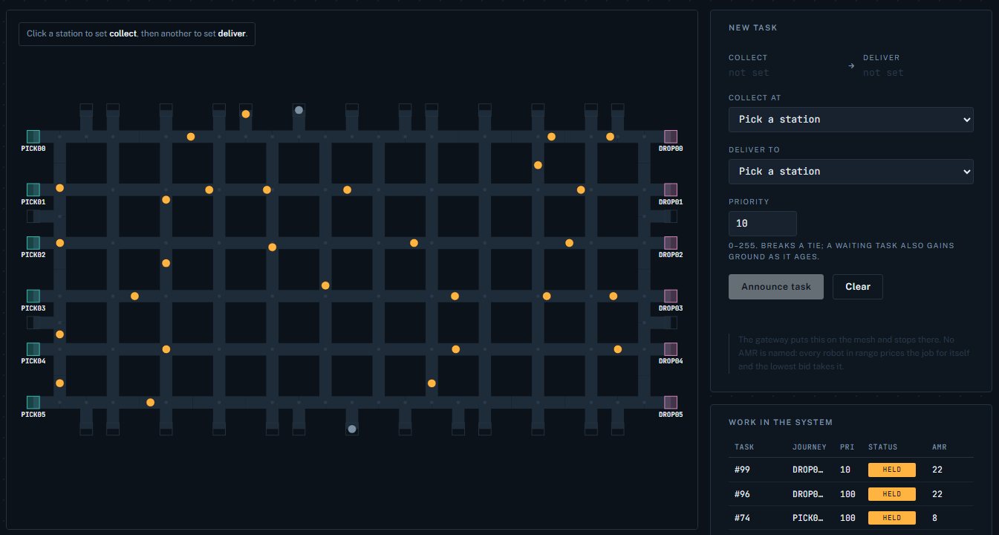 Click a station to set collect, then another to set deliver.
PICK00
DROP00
PICK01
DROP01
PICK02
DROP02
PICK03
DROP03
PICK04
DROP04
PICK05
DROP05
NEW TASK
COLLECT
DELIVER
not set
→
not set
COLLECT AT
Pick a station
DELIVER TO
Pick a station
PRIORITY
10
0–255. BREAKS A TIE; A WAITING TASK ALSO GAINS
GROUND AS IT AGES.
Announce task
Clear
The gateway puts this on the mesh and stops there. No
AMR is named: every robot in range prices the job for itself
and the lowest bid takes it.
WORK IN THE SYSTEM
TASK JOURNEY PRI STATUS AMR
#99 DROP0… 10 HELD 22
#96 DROP0… 100 HELD 22
#74 PICK0… 100 HELD 8